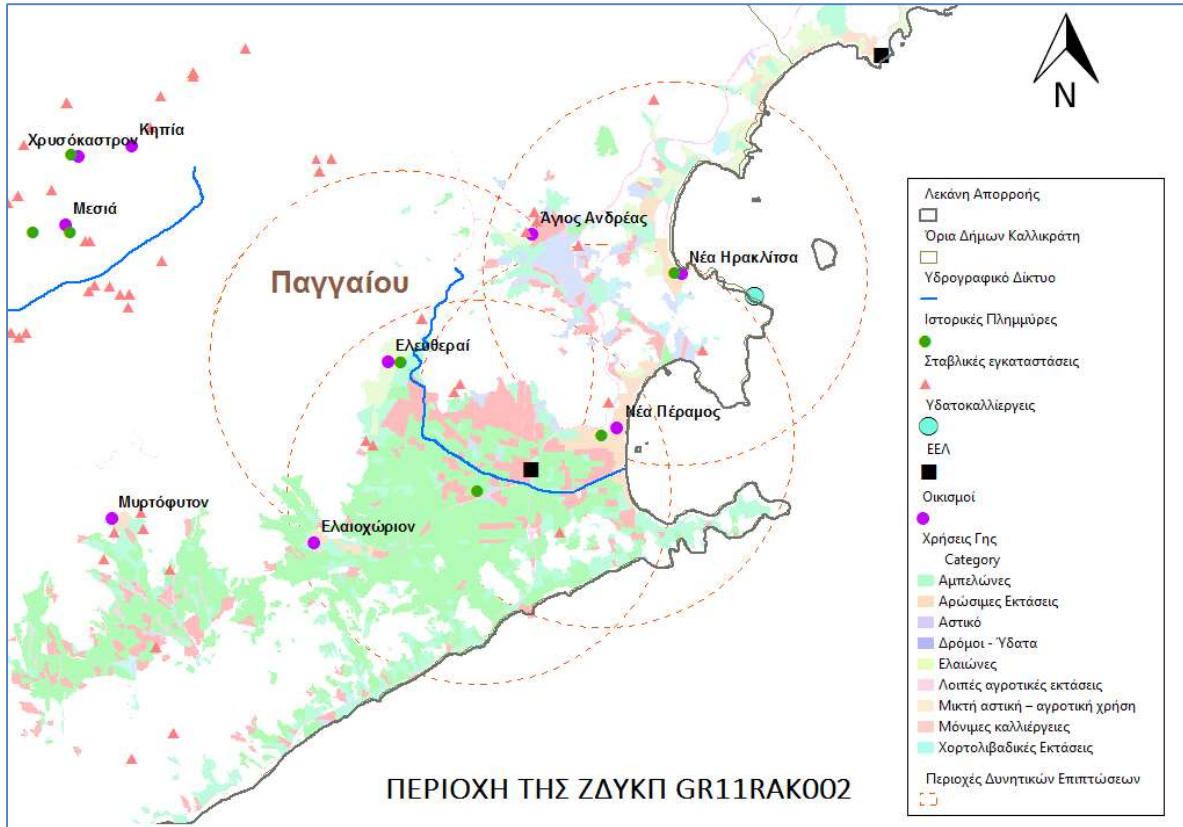 N
Χρυσόκαστρον
Κηπία
Μεσιά
Άγιος Ανδρέας
Νέα Ηρακλίτσα
Παγγαίου
Ελευθεραί
Νέα Πέραμος
Μυρτόφυτον
Ελαιοχώριον
ΠΕΡΙΟΧΗ ΤΗΣ ΖΔΥΚΠ GR11RAK002
Λεκάνη Απορροής
Όρια Δήμων Καλλικράτη
Υδρογραφικό Δίκτυο
Ιστορικές Πλημμύρες
Σταβλικές εγκαταστάσεις
Υδατοκαλλίεργεις
ΕΕΛ
Οικισμοί
Χρήσεις Γης
Category
Αμπελώνες
Αρώσιμες Εκτάσεις
Αστικό
Δρόμοι - Ύδατα
Ελαιώνες
Λοιπές αγροτικές εκτάσεις
Μικτή αστική – αγροτική χρήση
Μόνιμες καλλιέργειες
Χορτολιβαδικές Εκτάσεις
Περιοχές Δυνητικών Επιπτώσεων